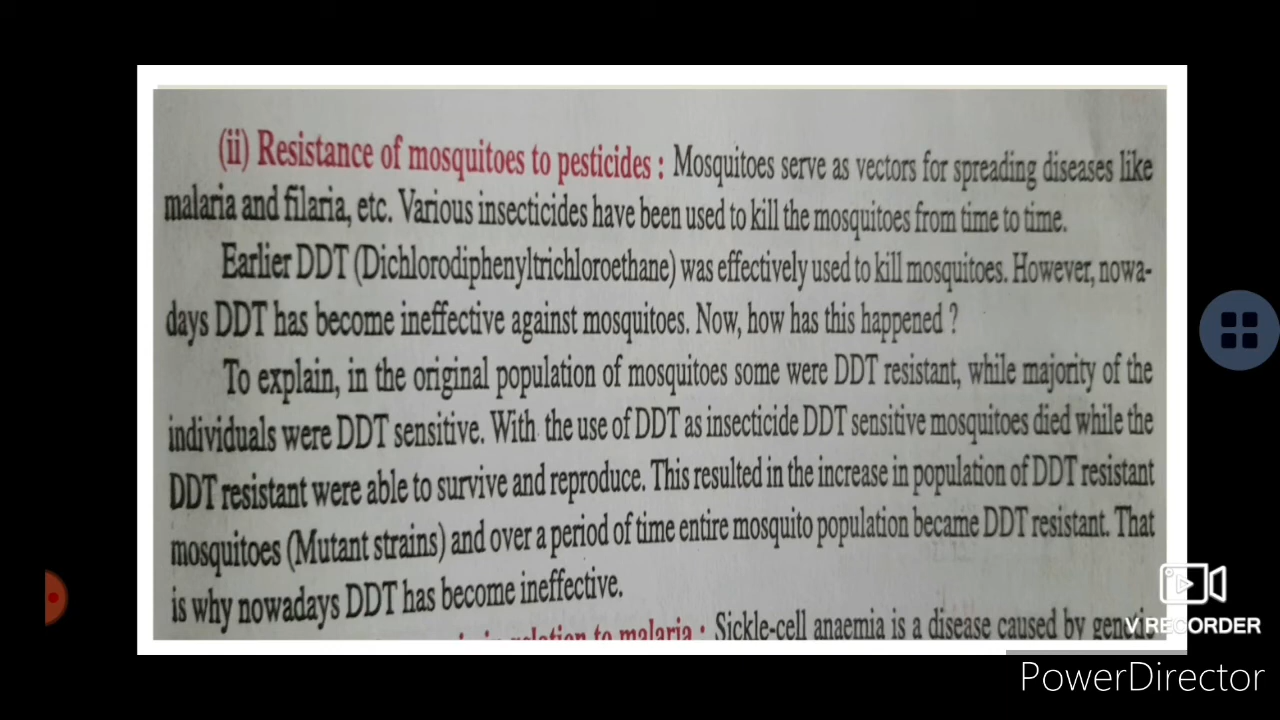 (ii) Resistance of mosquitoes to pesticides : Mosquitoes serve as vectors for spreading diseases like
malaria and filaria, etc. Various insecticides have been used to kill the mosquitoes from time to time.
Earlier DDT (Dichlorodiphenyltrichloroethane) was effectively used to kill mosquitoes. However, nowa-
days DDT has become ineffective against mosquitoes. Now, how has this happened ?
To explain, in the original population of mosquitoes some were DDT resistant, while majority of the
individuals were DDT sensitive. With the use of DDT as insecticide DDT sensitive mosquitoes died while the
DDT resistant were able to survive and reproduce. This resulted in the increase in population of DDT resistant
mosquitoes (Mutant strains) and over a period of time entire mosquito population became DDT resistant. That
is why nowadays DDT has become ineffective.
relation to malaria : Sickle-cell anaemia is a disease caused by genetic
V RECORDER
PowerDirector